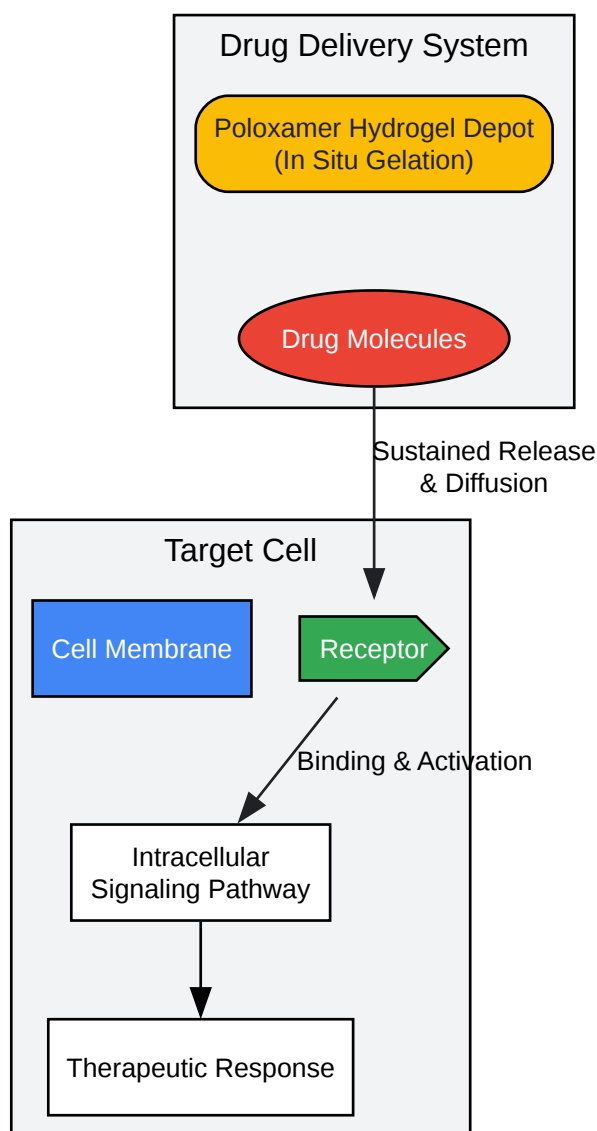 Drug Delivery System
Poloxamer Hydrogel Depot
(In Situ Gelation)
Drug Molecules
Sustained Release
& Diffusion
Target Cell
Cell Membrane
Receptor
Binding & Activation
Intracellular
Signaling Pathway
Therapeutic Response